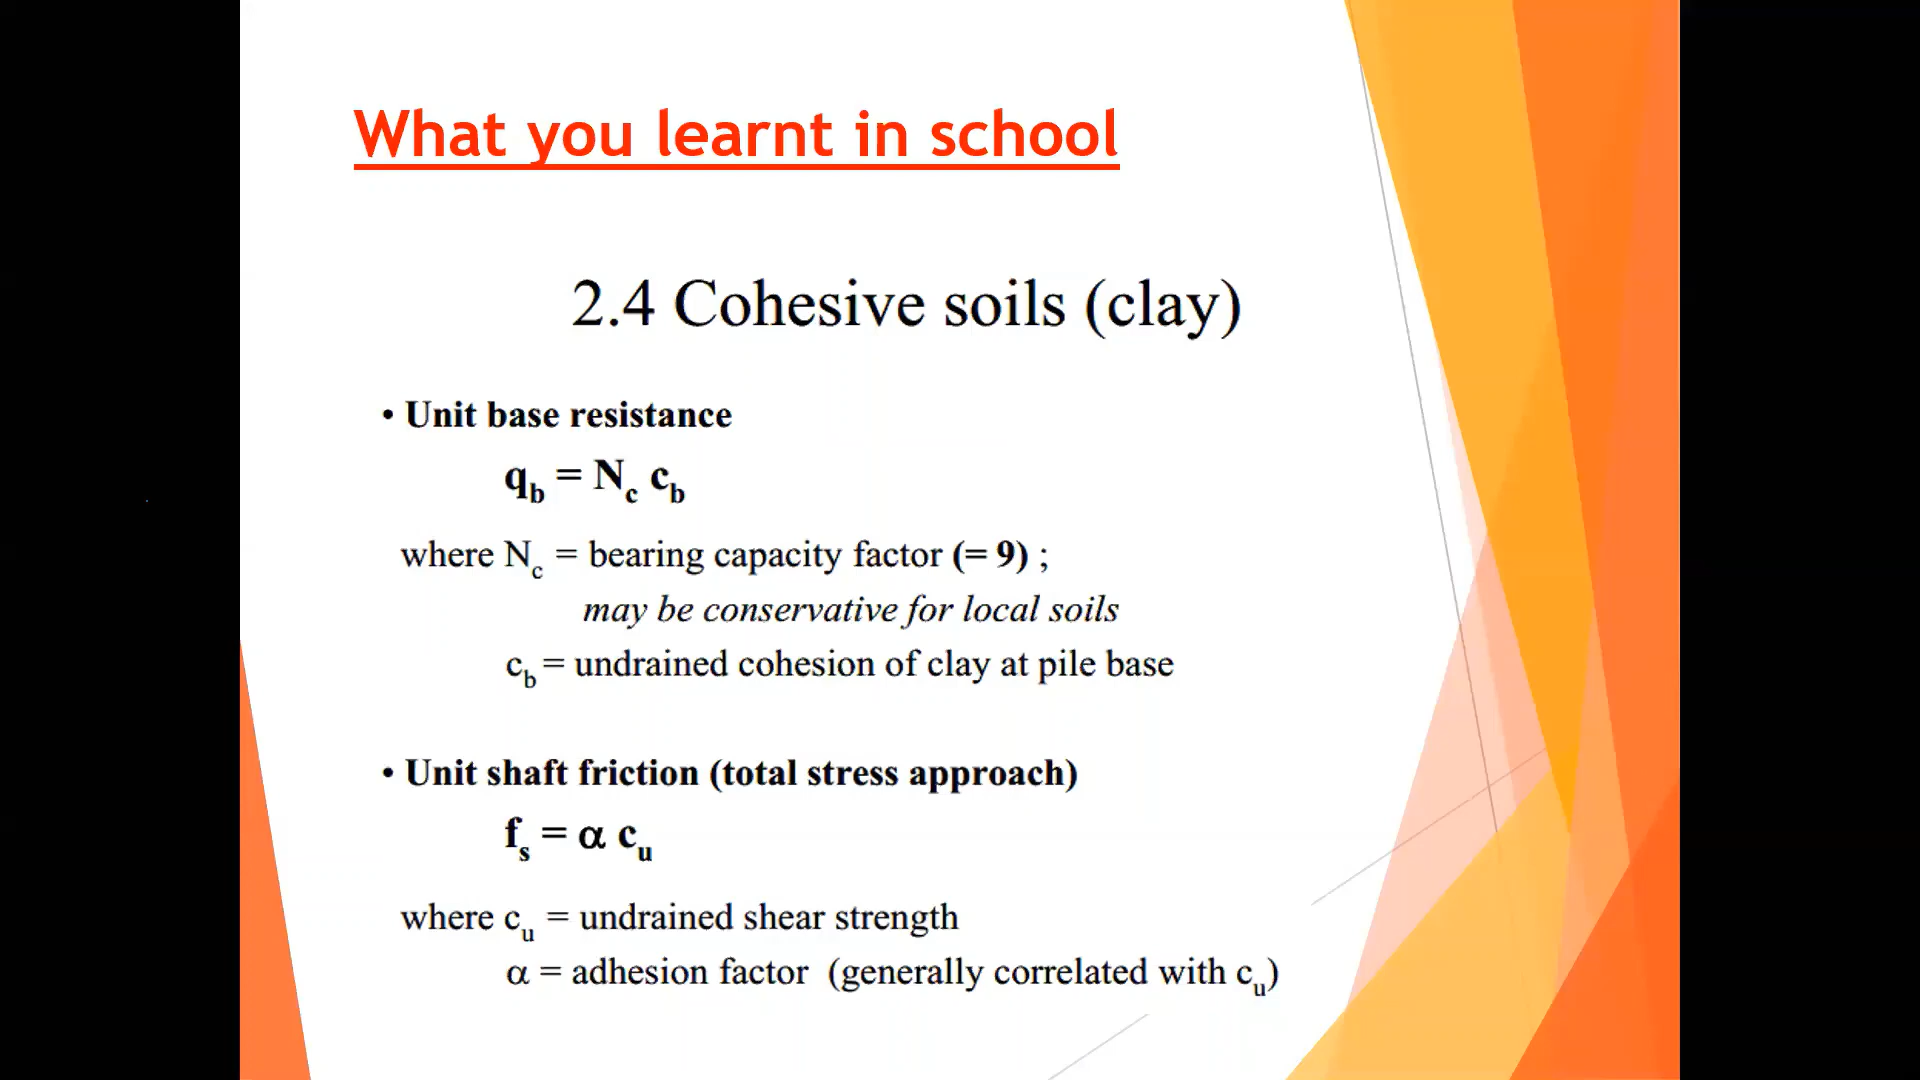 What you learnt in school
2.4 Cohesive soils (clay)
• Unit base resistance
q_b = N_c c_b
where N_c = bearing capacity factor (= 9) ;
may be conservative for local soils
c_b = undrained cohesion of clay at pile base
• Unit shaft friction (total stress approach)
f_s = α c_u
where c_u = undrained shear strength
α = adhesion factor (generally correlated with c_u)